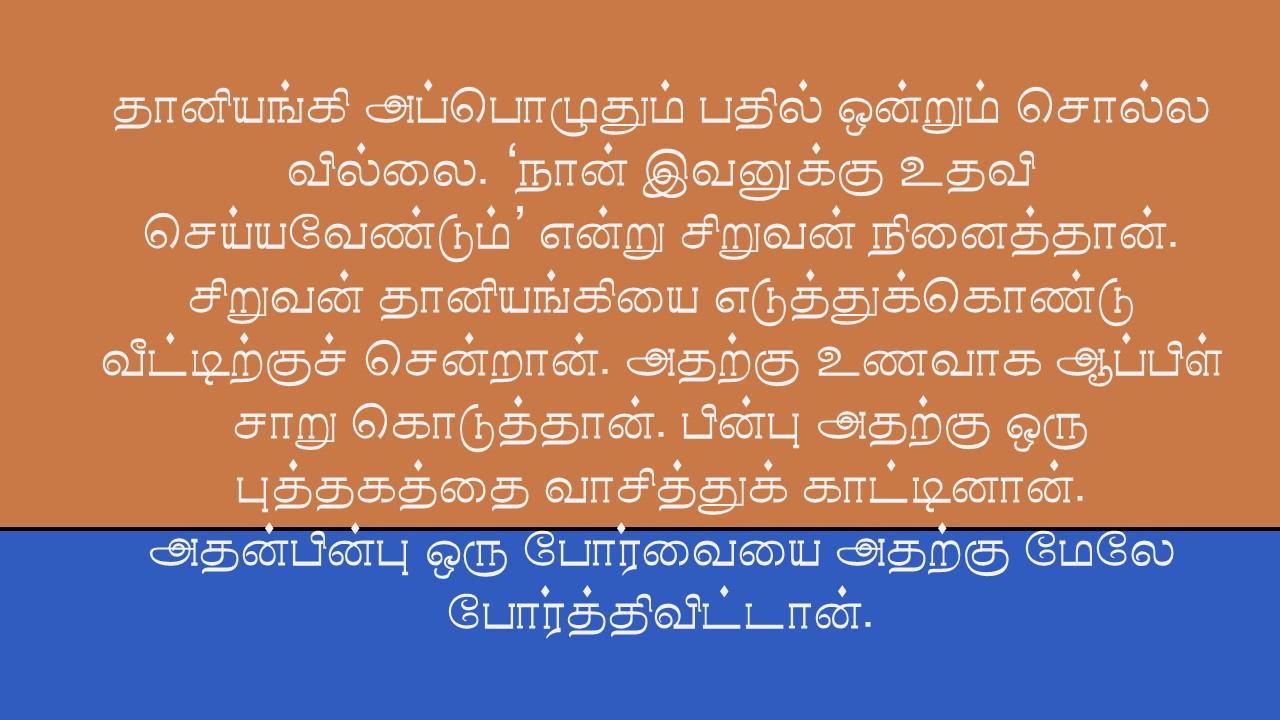 தானியங்கி அப்பொழுதும் பதில் ஒன்றும் சொல்ல
வில்லை. ‘நான் இவனுக்கு உதவி
செய்யவேண்டும்’ என்று சிறுவன் நினைத்தான்.
சிறுவன் தானியங்கியை எடுத்துக்கொண்டு
வீட்டிற்குச் சென்றான். அதற்கு உணவாக ஆப்பிள்
சாறு கொடுத்தான். பின்பு அதற்கு ஒரு
புத்தகத்தை வாசித்துக் காட்டினான்.
அதன்பின்பு ஒரு போர்வையை அதற்கு மேலே
போர்த்திவிட்டான்.